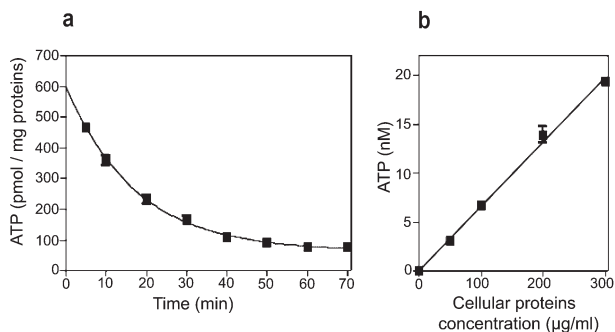 a
ATP (pmol / mg proteins)
700
600
500
400
300
200
100
0
0 10 20 30 40 50 60 70
Time (min)
b
ATP (nM)
20
15
10
5
0
0 100 200 300
Cellular proteins
concentration (µg/ml)